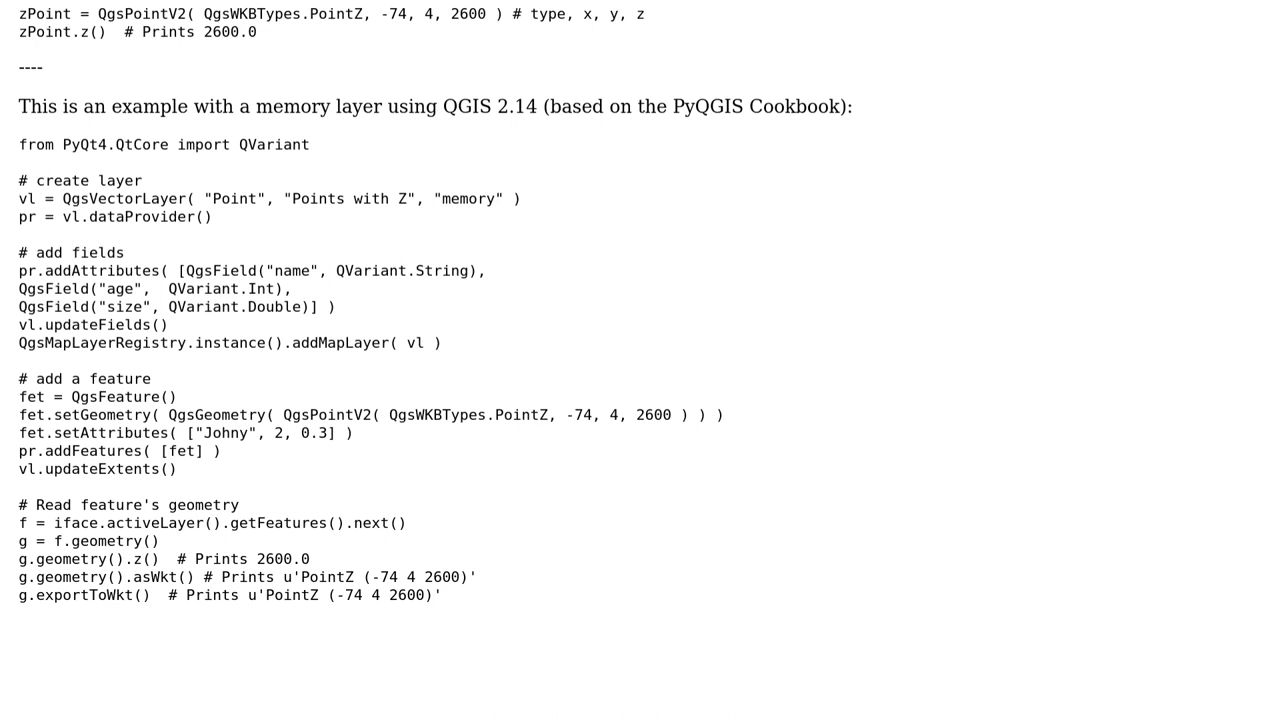 zPoint = QgsPointV2( QgsWKBTypes.PointZ, -74, 4, 2600 ) # type, x, y, z
zPoint.z()  # Prints 2600.0
----
This is an example with a memory layer using QGIS 2.14 (based on the PyQGIS Cookbook):
from PyQt4.QtCore import QVariant
# create layer
vl = QgsVectorLayer( "Point", "Points with Z", "memory" )
pr = vl.dataProvider()
# add fields
pr.addAttributes( [QgsField("name", QVariant.String),
QgsField("age",  QVariant.Int),
QgsField("size", QVariant.Double)] )
vl.updateFields()
QgsMapLayerRegistry.instance().addMapLayer( vl )
# add a feature
fet = QgsFeature()
fet.setGeometry( QgsGeometry( QgsPointV2( QgsWKBTypes.PointZ, -74, 4, 2600 ) ) )
fet.setAttributes( ["Johny", 2, 0.3] )
pr.addFeatures( [fet] )
vl.updateExtents()
# Read feature's geometry
f = iface.activeLayer().getFeatures().next()
g = f.geometry()
g.geometry().z()  # Prints 2600.0
g.geometry().asWkt() # Prints u'PointZ (-74 4 2600)'
g.exportToWkt()  # Prints u'PointZ (-74 4 2600)'